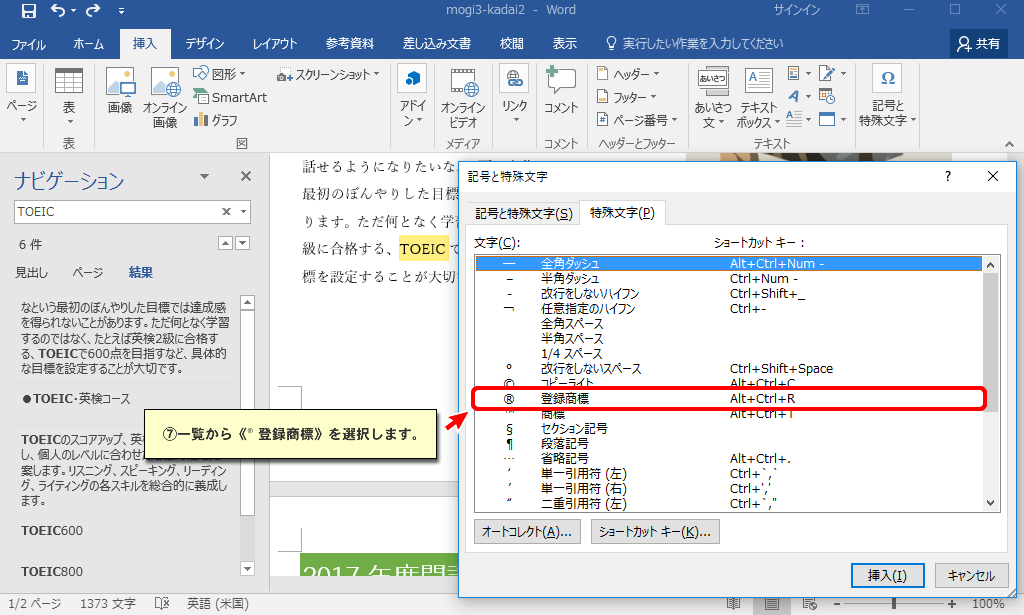 mogi3-kadai2 - Word
サインイン
ファイル ホーム 挿入 デザイン レイアウト 参考資料 差し込み文書 校閲 表示 実行したい作業を入力してください 共有
ページ
表
画像
オンライン
画像
図形
SmartArt
グラフ
スクリーンショット
アドイ
ン
オンライン
ビデオ
リンク
コメント
ヘッダー
フッター
ページ番号
あいさつ
あいさつ
文
テキスト
ボックス
Ω
記号と
特殊文字
表 図 メディア コメント ヘッダーとフッター テキスト
ナビゲーション
TOEIC
6 件
見出し ページ 結果
なという最初のぼんやりした目標では達成感
を得られないことがあります。ただ何となく学習
するのではなく、たとえば英検2級に合格す
る、TOEICで600点を目指すなど、具体的
な目標を設定することが大切です。
●TOEIC・英検コース
TOEICのスコアアップ、英
し、個人のレベルに合わせ
案します。リスニング、スピーキング、リーディン
グ、ライティングの各スキルを総合的に養成し
ます。
TOEIC600
TOEIC800
話せるようになりたいな
最初のぼんやりした目標
ります。ただ何となく学習
級に合格する、TOEIC で
標を設定することが大切
2017 年度開講
⑦一覧から《® 登録商標》を選択します。
記号と特殊文字
? ×
記号と特殊文字(S) 特殊文字(P)
文字(C): ショートカット キー:
— 全角ダッシュ Alt+Ctrl+Num -
– 半角ダッシュ Ctrl+Num -
- 改行をしないハイフン Ctrl+Shift+_
¬ 任意指定のハイフン Ctrl+-
全角スペース
半角スペース
1/4 スペース
° 改行をしないスペース Ctrl+Shift+Space
© コピーライト Alt+Ctrl+C
® 登録商標 Alt+Ctrl+R
™ 商標 Alt+Ctrl+T
§ セクション記号
¶ 段落記号
… 省略記号 Alt+Ctrl+.
‘ 単一引用符 (左) Ctrl+`,`
’ 単一引用符 (右) Ctrl+','
“ 二重引用符 (左) Ctrl+`,"
オートコレクト(A)... ショートカット キー(K)...
挿入(I) キャンセル
1/2 ページ 1373 文字 英語 (米国)
100%